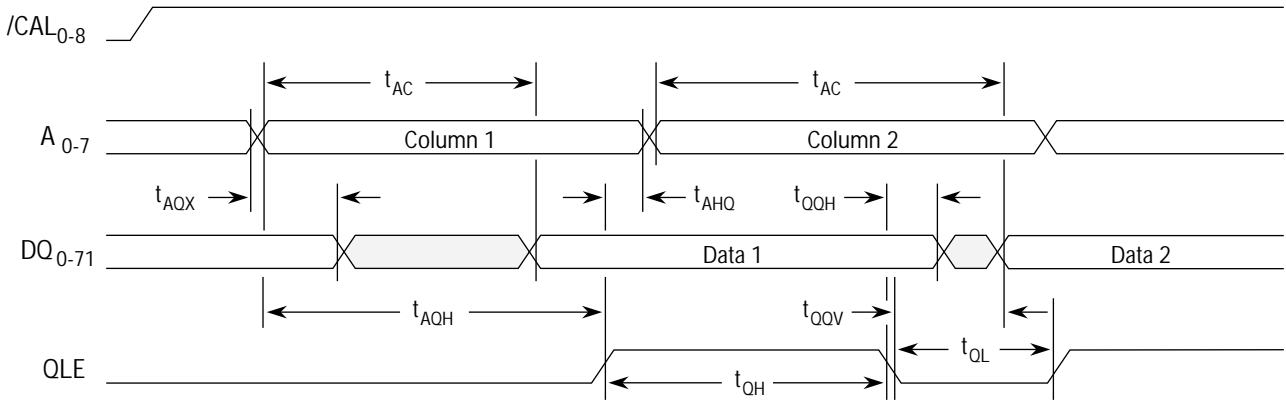 /CAL0-8
tAC tAC
A 0-7 Column 1 Column 2
tAQX tAHQ tQQH
DQ0-71 Data 1 Data 2
tAQH tQQV
QLE tQH tQL